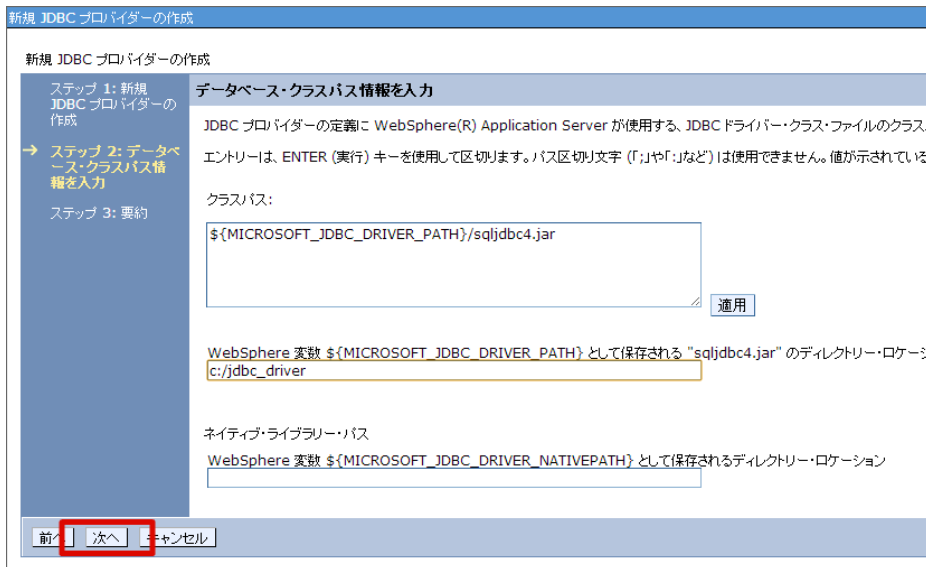 新規 JDBC プロバイダーの作成
新規 JDBC プロバイダーの作成
ステップ 1: 新規
JDBC プロバイダーの
作成
→ ステップ 2: データベ
ース・クラスパス情
報を入力
ステップ 3: 要約
データベース・クラスパス情報を入力
JDBC プロバイダーの定義に WebSphere(R) Application Server が使用する、JDBC ドライバー・クラス・ファイルのクラス
エントリーは、ENTER (実行) キーを使用して区切ります。パス区切り文字 (「;」や「:」など) は使用できません。値が示されている
クラスパス:
${MICROSOFT_JDBC_DRIVER_PATH}/sqljdbc4.jar
適用
WebSphere 変数 ${MICROSOFT_JDBC_DRIVER_PATH} として保存される "sqljdbc4.jar" のディレクトリー・ロケーシ
c:/jdbc_driver
ネイティブ・ライブラリー・パス
WebSphere 変数 ${MICROSOFT_JDBC_DRIVER_NATIVEPATH} として保存されるディレクトリー・ロケーション
前へ 次へ キャンセル